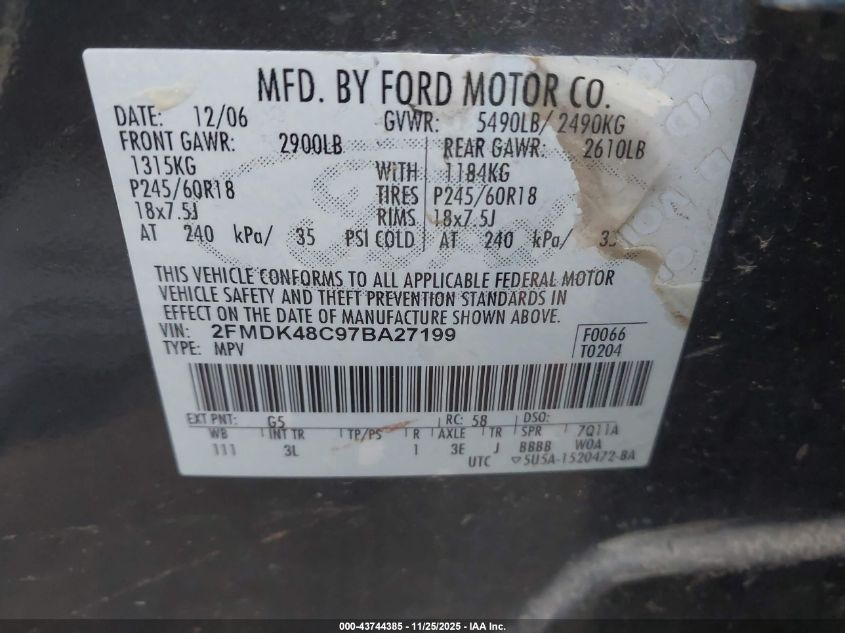 MFD. BY FORD MOTOR CO.
DATE: 12/06 GVWR: 5490LB/ 2490KG
FRONT GAWR: 2900LB REAR GAWR: 2610LB
1315KG WITH 1184KG
P245/60R18 TIRES P245/60R18
18x7.5J RIMS 18x7.5J
AT 240 kPa/ 35 PSI COLD AT 240 kPa/
THIS VEHICLE CONFORMS TO ALL APPLICABLE FEDERAL MOTOR
VEHICLE SAFETY AND THEFT PREVENTION STANDARDS IN
EFFECT ON THE DATE OF MANUFACTURE SHOWN ABOVE.
VIN: 2FMDK48C97BA27199 F0066
TYPE: MPV T0204
EXT PNT: G5 RC: 58 DSO:
WB INT TR TP/PS R AXLE TR SPR 7Q11A
111 3L 1 3E J BBBB W0A
UTC ▽5U5A-1520472-BA
000-43744385 - 11/25/2025 - IAA Inc.